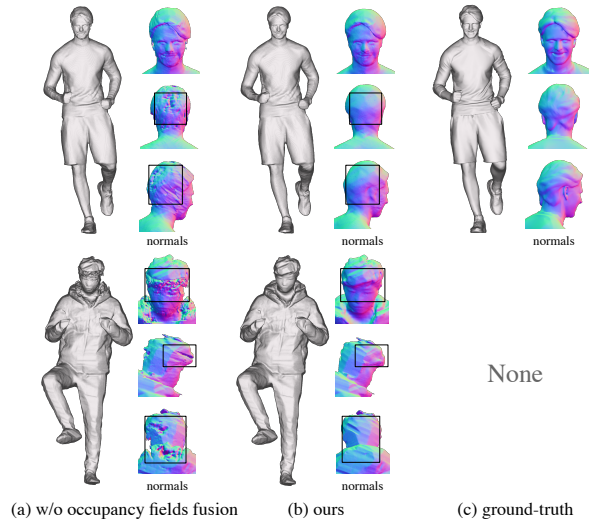 normals
normals
normals
None
normals
normals
(a) w/o occupancy fields fusion
(b) ours
(c) ground-truth